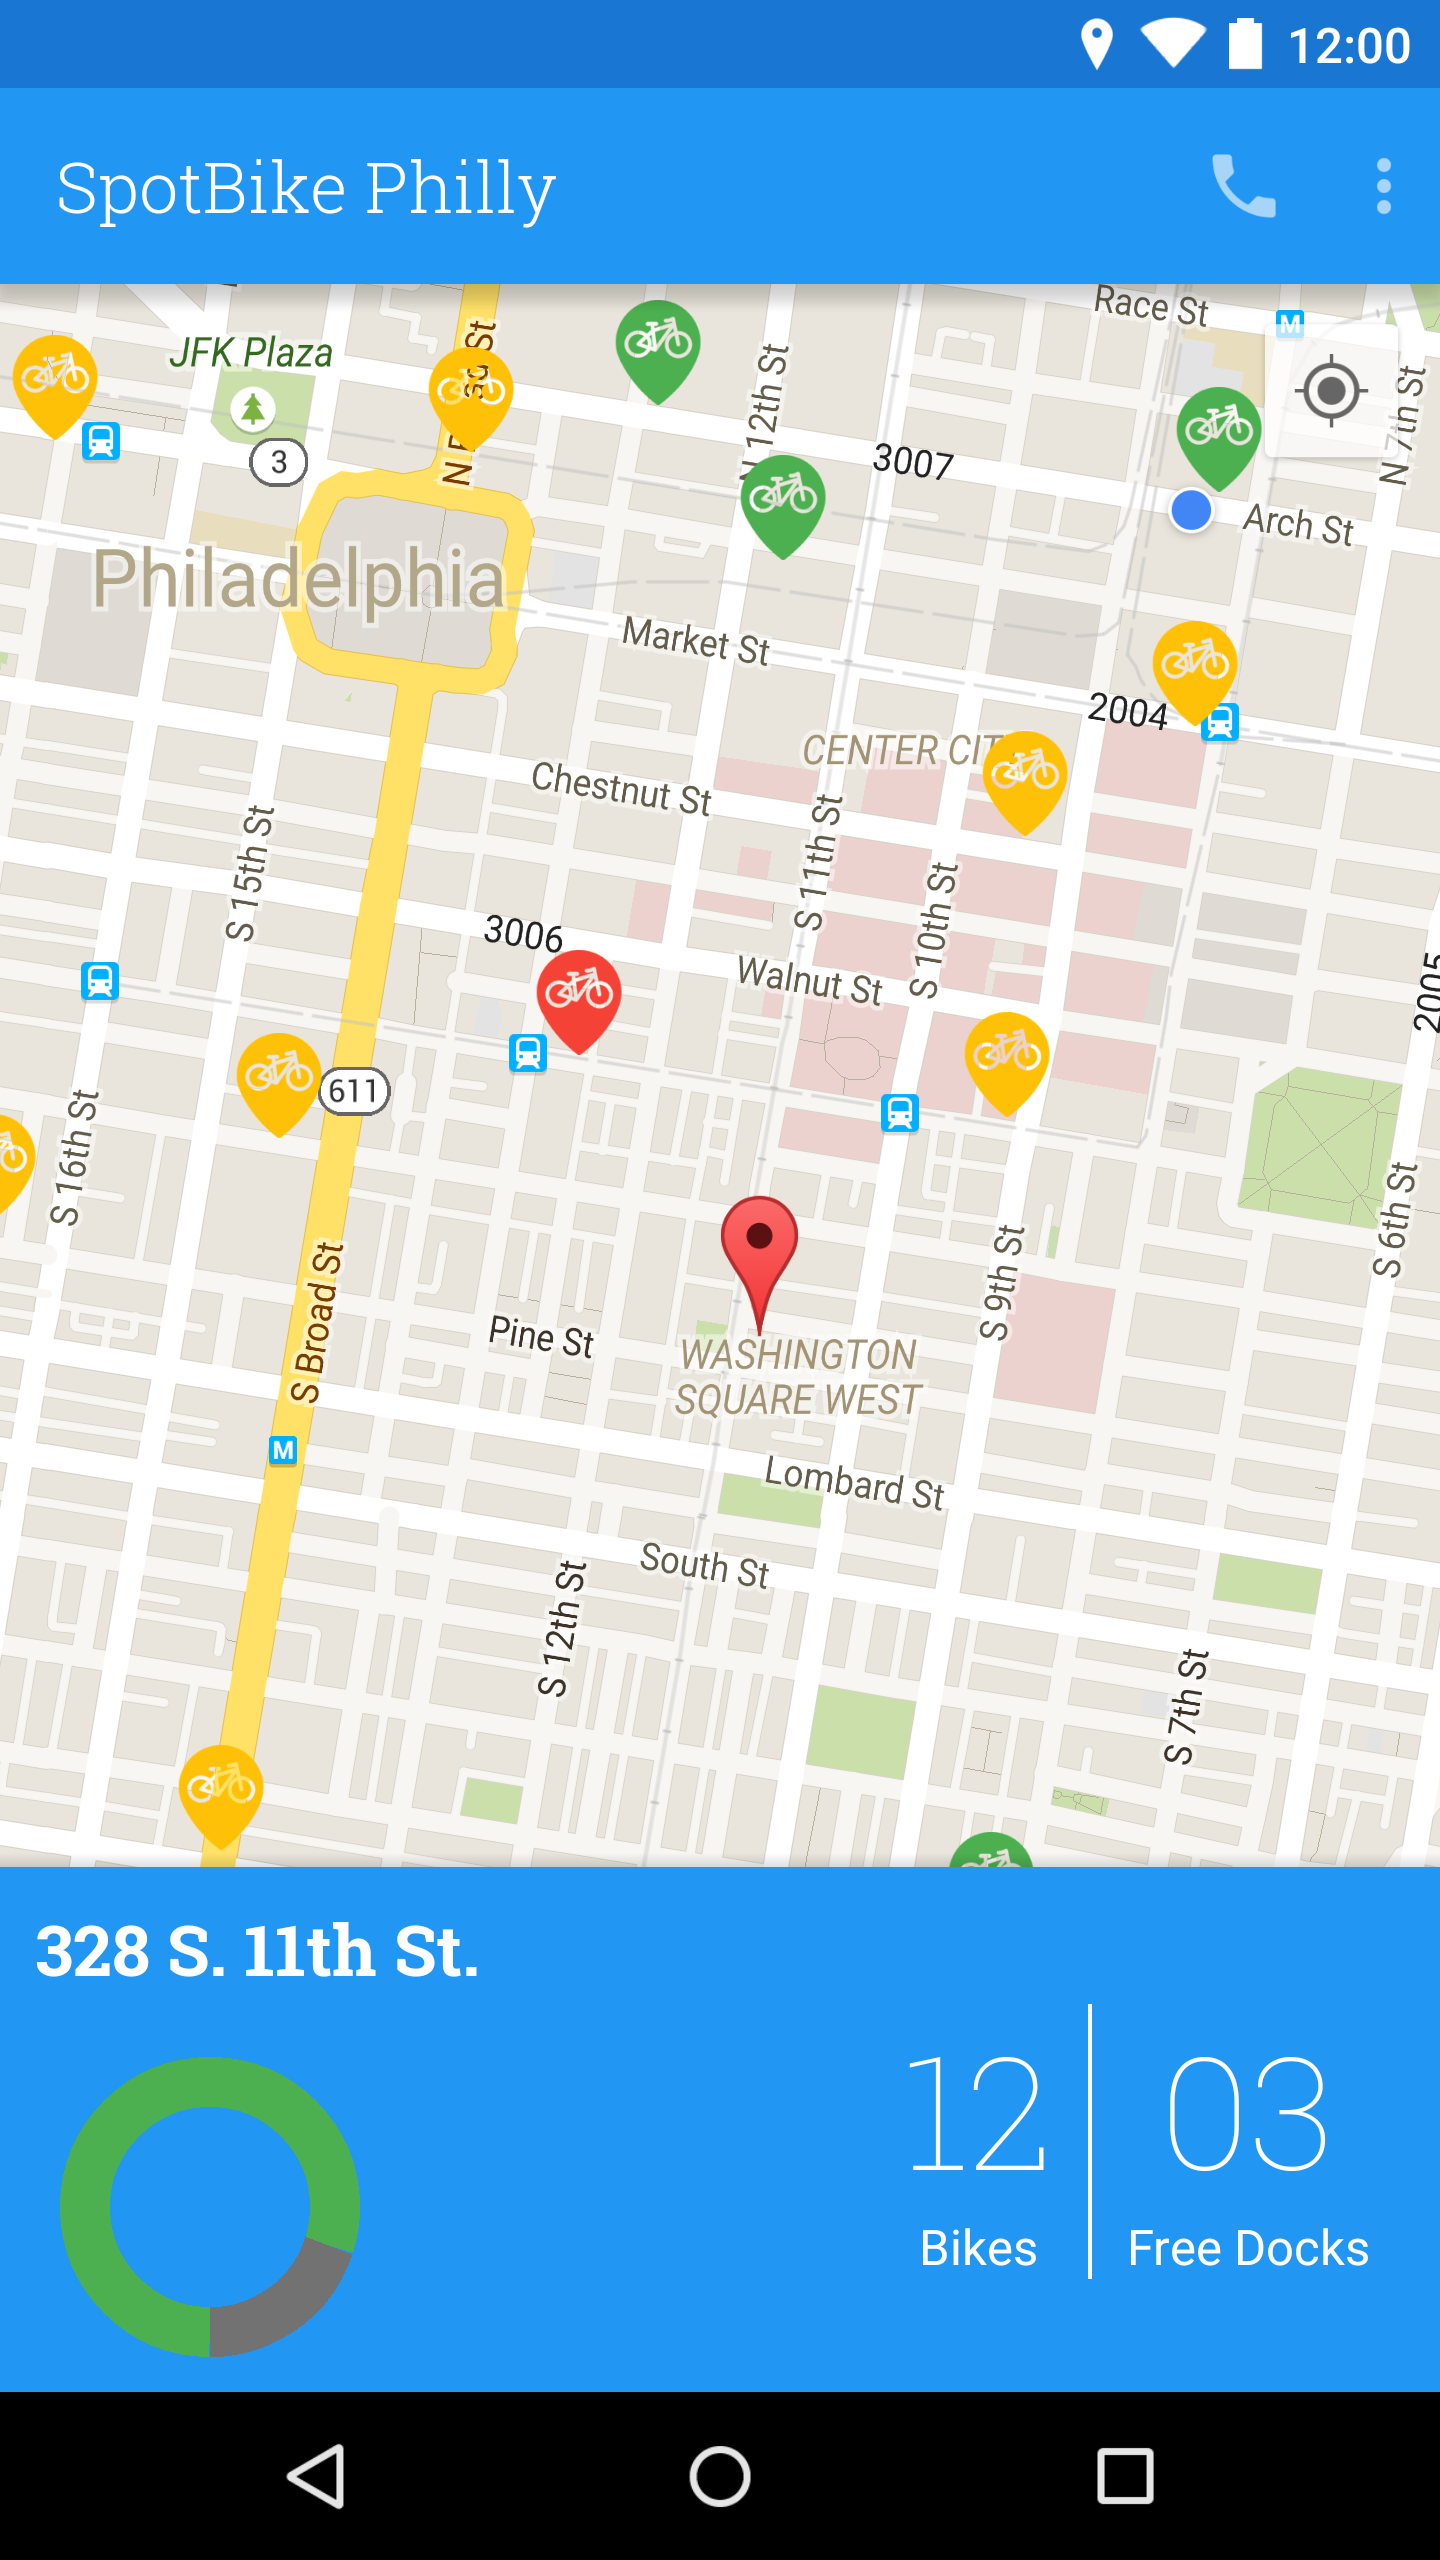 12:00
SpotBike Philly
Race St
M
JFK Plaza
N 12th St
N 7th St
3
3007
Arch St
Philadelphia
Market St
2004
CENTER CIT
Chestnut St
S 15th St
S 11th St
S 10th St
3006
Walnut St
2005
611
S 16th St
S 6th St
S 9th St
S Broad St
Pine St
WASHINGTON
SQUARE WEST
M
Lombard St
South St
S 12th St
S 7th St
328 S. 11th St.
12
03
Bikes
Free Docks